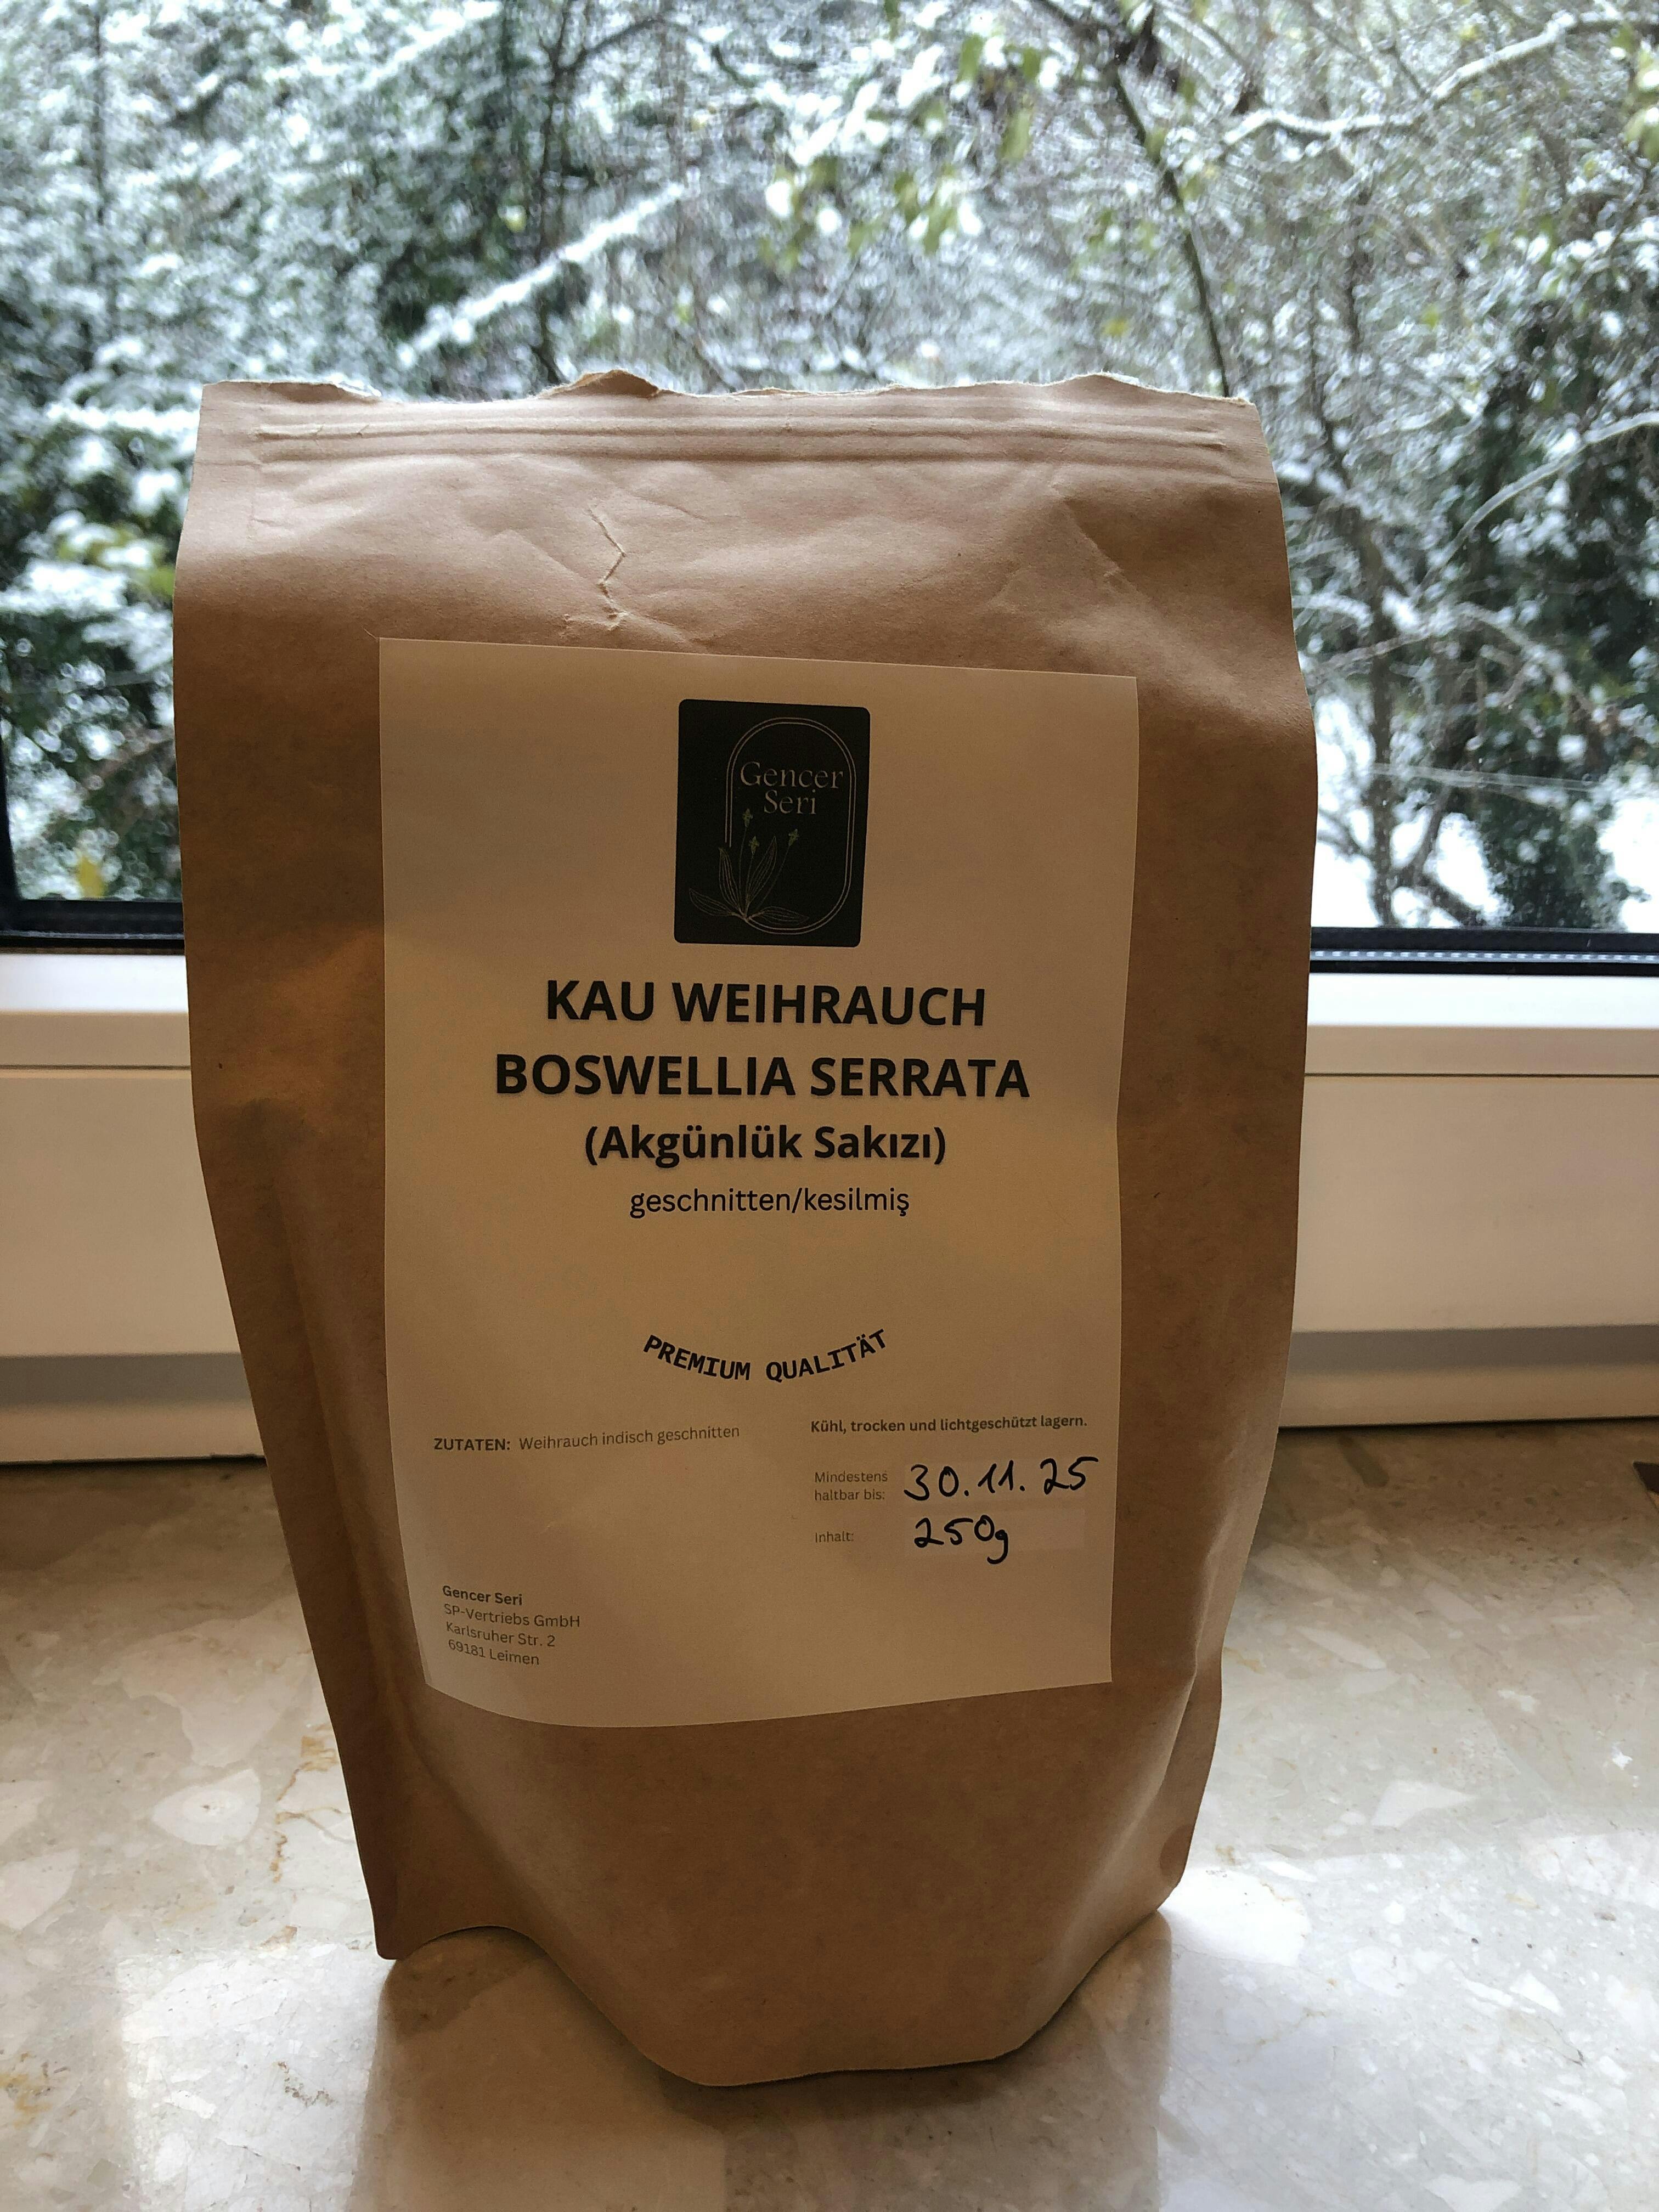 Gencer
Seri
KAU WEIHRAUCH
BOSWELLIA SERRATA
(Akgünlük Sakızı)
geschnitten/kesilmiş
PREMIUM QUALITÄT
ZUTATEN: Weihrauch indisch geschnitten
Kühl, trocken und lichtgeschützt lagern.
Mindestens
haltbar bis: 30.11.25
Inhalt: 250g
Gencer Seri
SP-Vertriebs GmbH
Karlsruher Str. 2
69181 Leimen